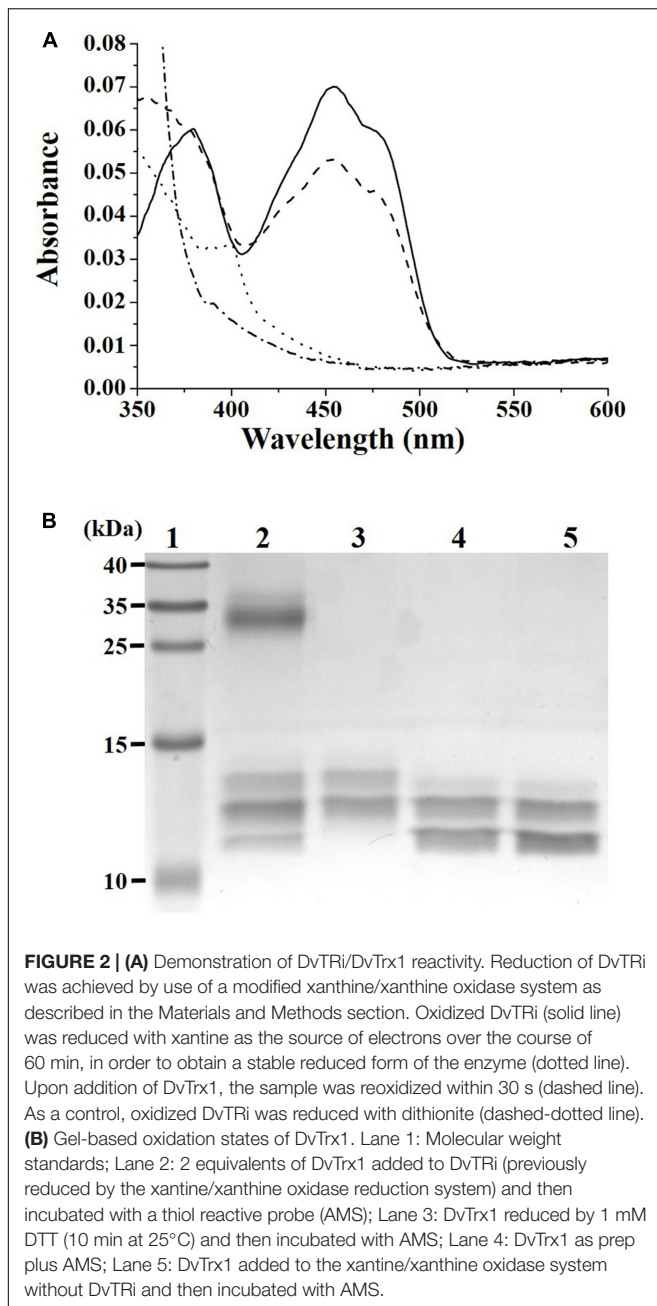 A
0.08
0.07
0.06
0.05
0.04
0.03
0.02
0.01
0.00
Absorbance
350 400 450 500 550 600
Wavelength (nm)
B
(kDa) 1 2 3 4 5
40
35
25
15
10
FIGURE 2 | (A) Demonstration of DvTRi/DvTrx1 reactivity. Reduction of DvTRi
was achieved by use of a modified xanthine/xanthine oxidase system as
described in the Materials and Methods section. Oxidized DvTRi (solid line)
was reduced with xantine as the source of electrons over the course of
60 min, in order to obtain a stable reduced form of the enzyme (dotted line).
Upon addition of DvTrx1, the sample was reoxidized within 30 s (dashed line).
As a control, oxidized DvTRi was reduced with dithionite (dashed-dotted line).
(B) Gel-based oxidation states of DvTrx1. Lane 1: Molecular weight
standards; Lane 2: 2 equivalents of DvTrx1 added to DvTRi (previously
reduced by the xantine/xanthine oxidase reduction system) and then
incubated with a thiol reactive probe (AMS); Lane 3: DvTrx1 reduced by 1 mM
DTT (10 min at 25°C) and then incubated with AMS; Lane 4: DvTrx1 as prep
plus AMS; Lane 5: DvTrx1 added to the xantine/xanthine oxidase system
without DvTRi and then incubated with AMS.